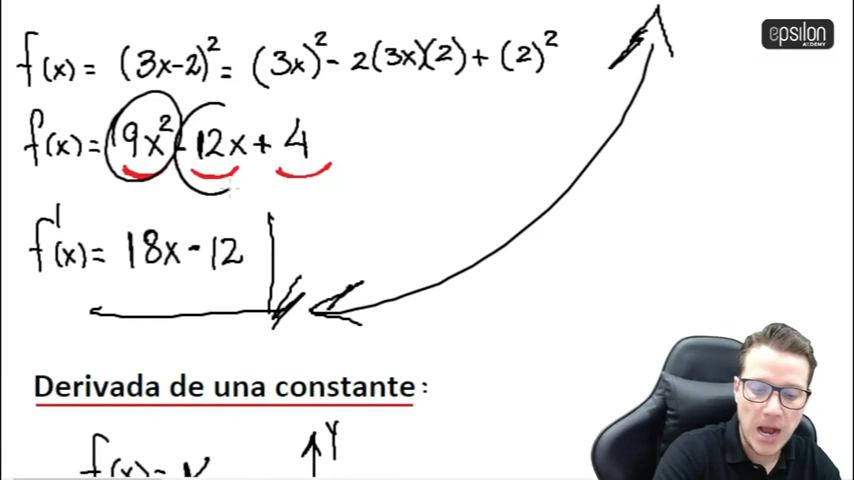 epsilon
ACADEMY
f(x) = (3x-2)² = (3x)² - 2(3x)(2) + (2)²
f(x) = 9x² - 12x + 4
f'(x) = 18x - 12
Derivada de una constante :
f(x) = K
Y